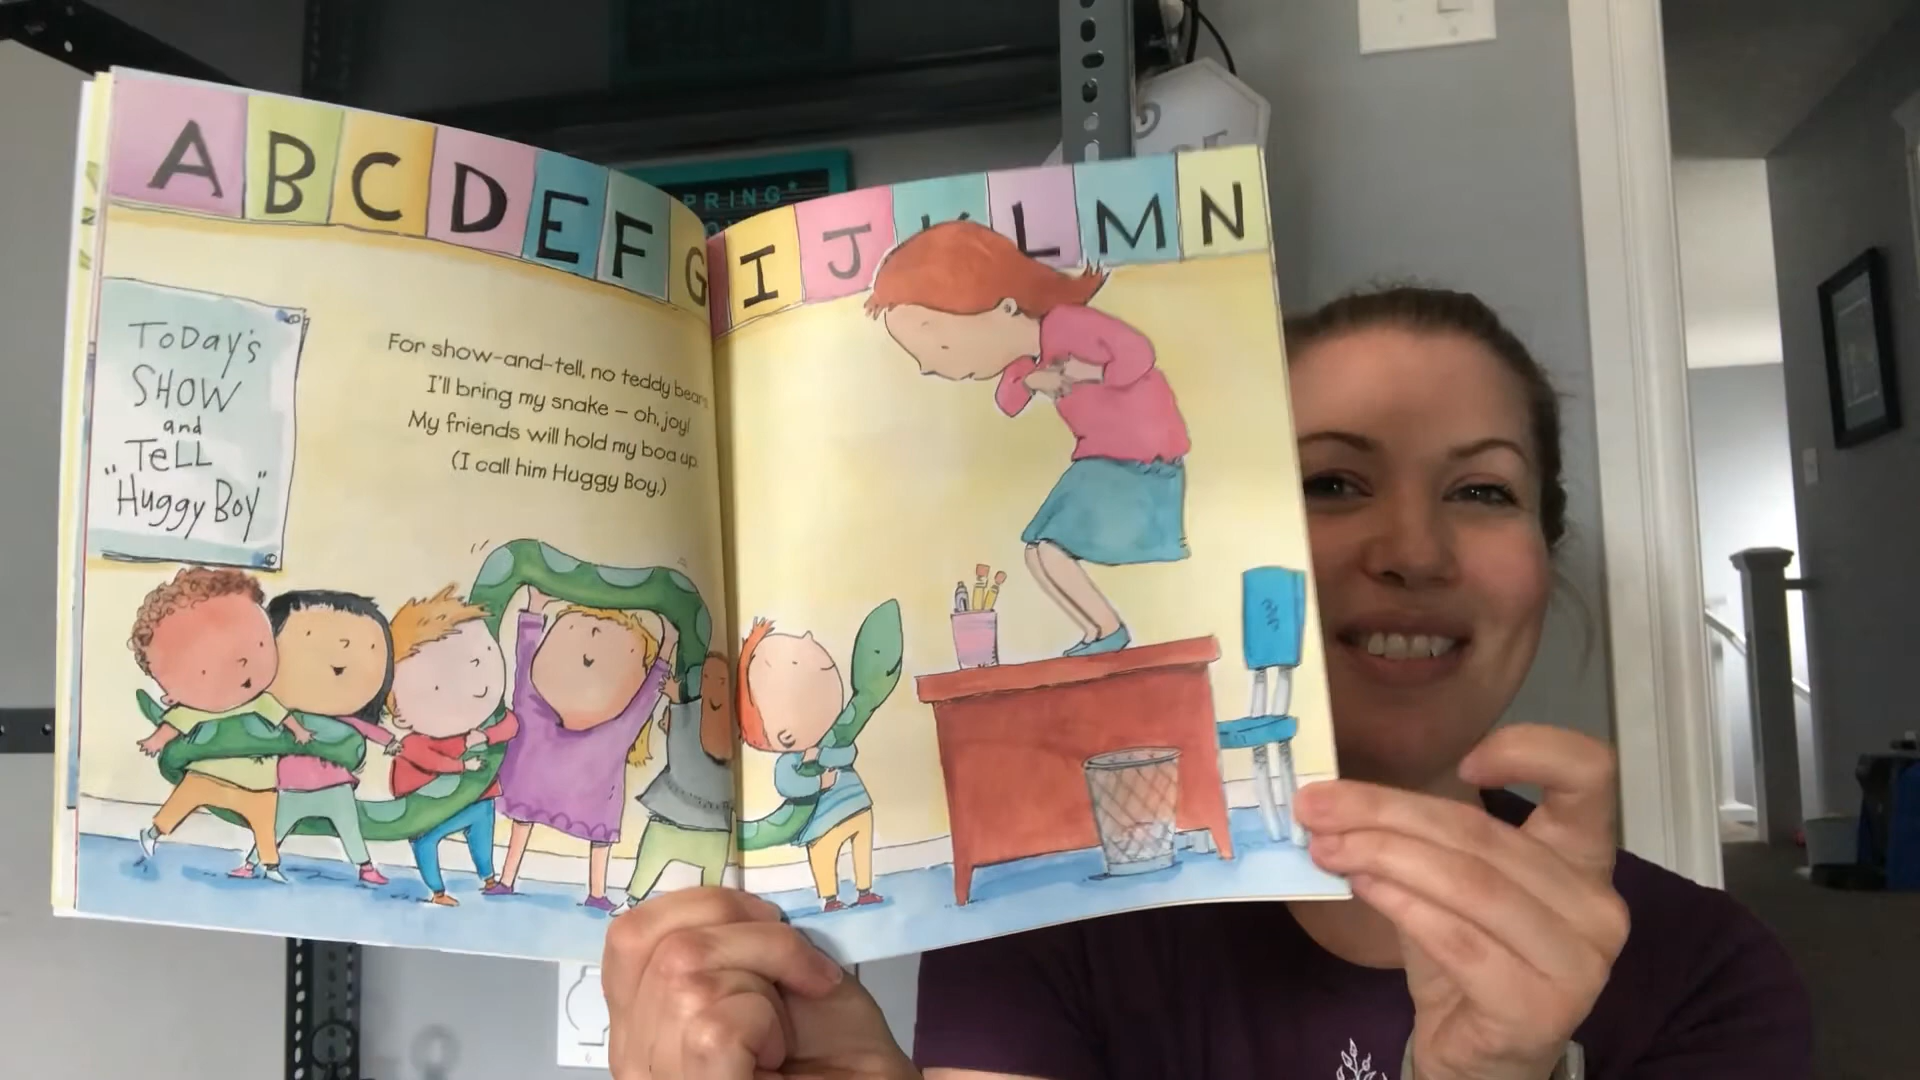 A B C D E F G I J K L M N
TODAY'S
SHOW
and
TELL
"Huggy Boy"
For show-and-tell, no teddy bears.
I'll bring my snake – oh, joy!
My friends will hold my boa up.
(I call him Huggy Boy.)
PRING